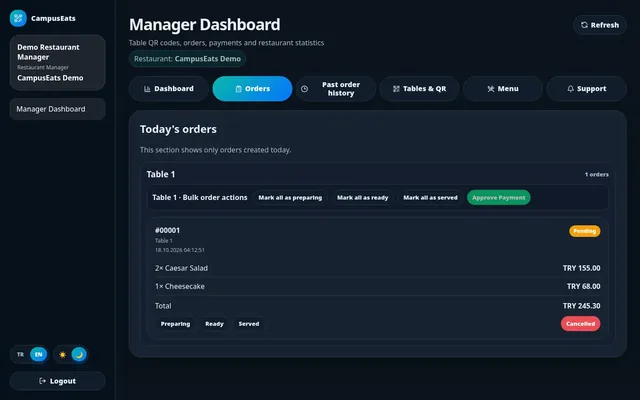 CampusEats
Demo Restaurant
Manager
Restaurant Manager
CampusEats Demo
Manager Dashboard
TR EN
Logout
Manager Dashboard
Table QR codes, orders, payments and restaurant statistics
Restaurant: CampusEats Demo
Refresh
Dashboard
Orders
Past order
history
Tables & QR
Menu
Support
Today's orders
This section shows only orders created today.
Table 1
1 orders
Table 1 · Bulk order actions
Mark all as preparing
Mark all as ready
Mark all as served
Approve Payment
#00001
Pending
Table 1
18.10.2026 04:12:51
2× Caesar Salad TRY 155.00
1× Cheesecake TRY 68.00
Total TRY 245.30
Preparing
Ready
Served
Cancelled